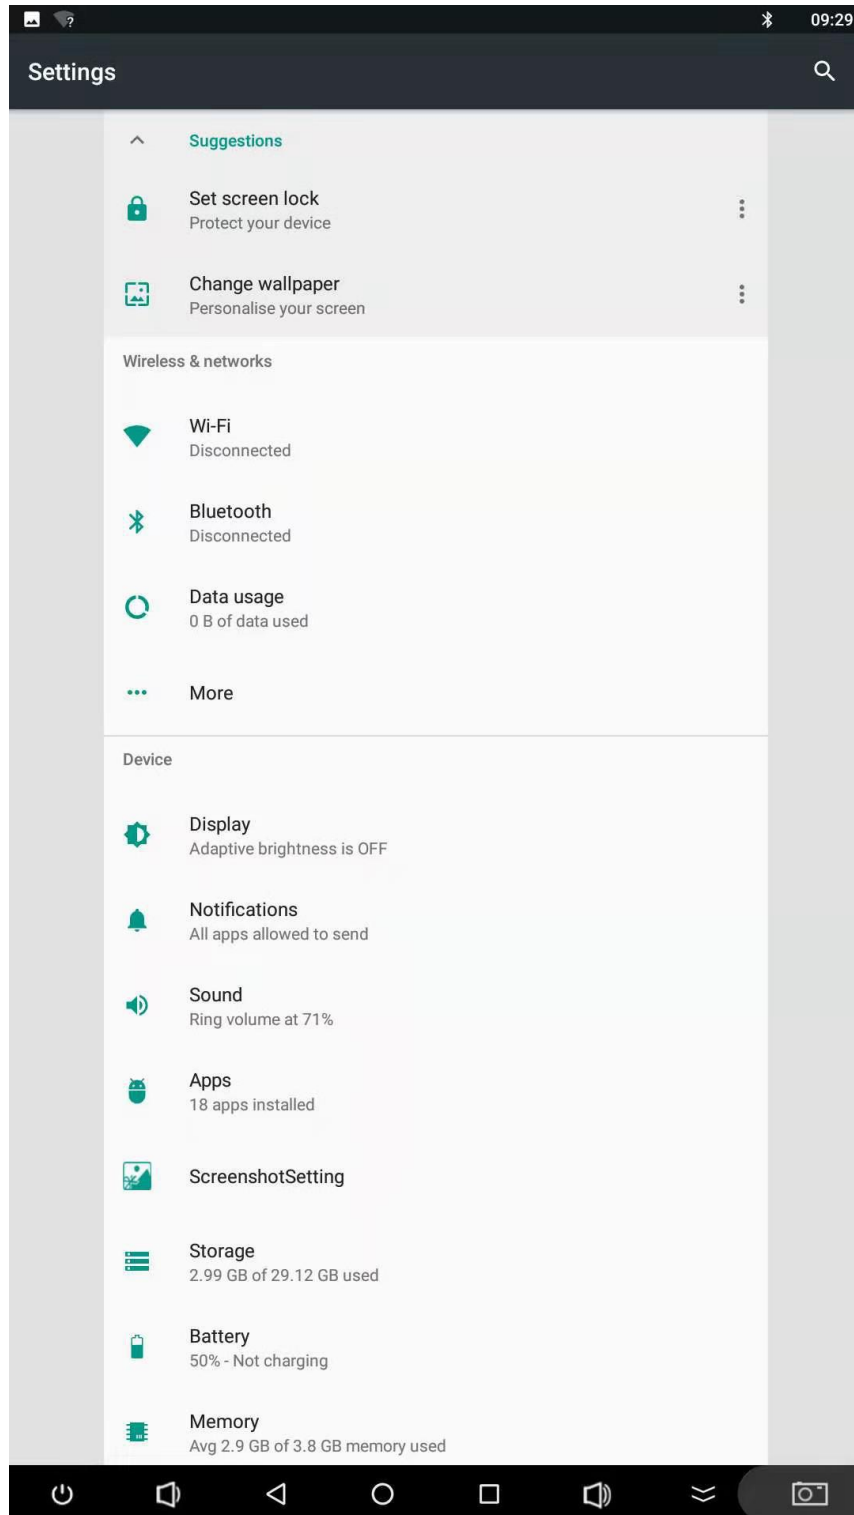 09:29
Settings
Suggestions
Set screen lock
Protect your device
Change wallpaper
Personalise your screen
Wireless & networks
Wi-Fi
Disconnected
Bluetooth
Disconnected
Data usage
0 B of data used
More
Device
Display
Adaptive brightness is OFF
Notifications
All apps allowed to send
Sound
Ring volume at 71%
Apps
18 apps installed
ScreenshotSetting
Storage
2.99 GB of 29.12 GB used
Battery
50% - Not charging
Memory
Avg 2.9 GB of 3.8 GB memory used